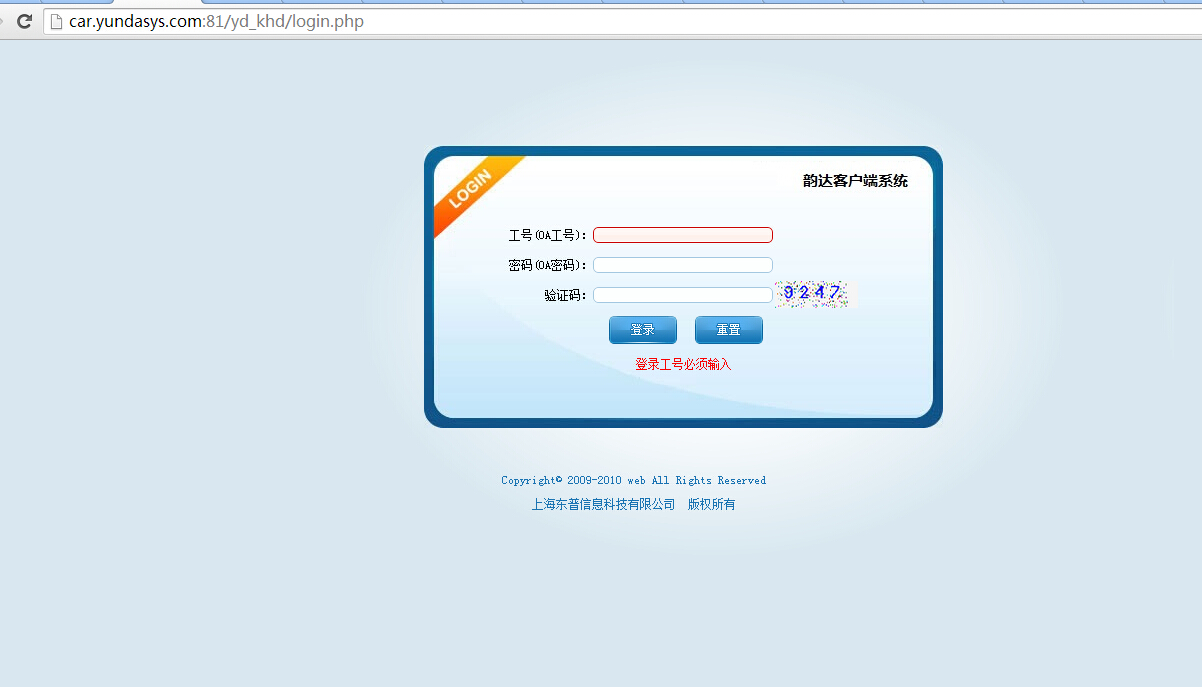 car.yundasys.com:81/yd_khd/login.php
LOGIN
韵达客户端系统
工号(OA工号):
密码(OA密码):
验证码: 9247
登录 重置
登录工号必须输入
Copyright© 2009-2010 web All Rights Reserved
上海东普信息科技有限公司 版权所有